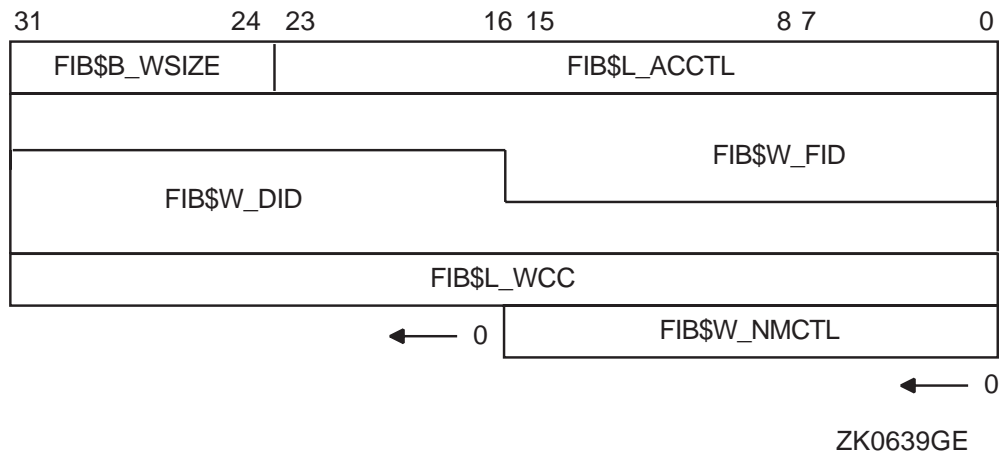 31 24 23 16 15 8 7 0
FIB$B_WSIZE FIB$L_ACCTL
FIB$W_FID
FIB$W_DID
FIB$L_WCC
0 FIB$W_NMCTL
0
ZK0639GE